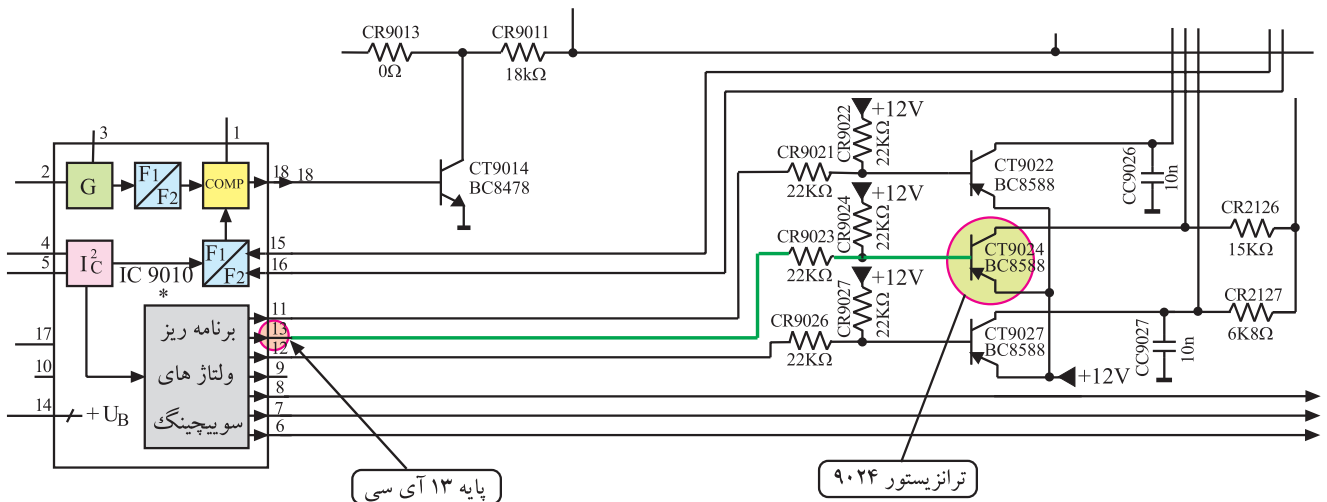 CR9013
0Ω
CR9011
18kΩ
CT9014
BC8478
3
1
2
G
F1
F2
COMP
18
18
4
5
I²C
IC 9010
*
F1
F2
15
16
17
10
14
+UB
برنامه ریز
ولتاژ های
سوییچینگ
11
13
12
9
8
7
6
CR9021
22KΩ
CR9022
22KΩ
+12V
CR9023
22KΩ
CR9024
22KΩ
+12V
CR9026
22KΩ
CR9027
22KΩ
+12V
CT9022
BC8588
CT9024
BC8588
CT9027
BC8588
+12V
CC9026
10n
CR2126
15KΩ
CC9027
10n
CR2127
6K8Ω
پایه ۱۳ آی سی
ترانزیستور ۹۰۲۴